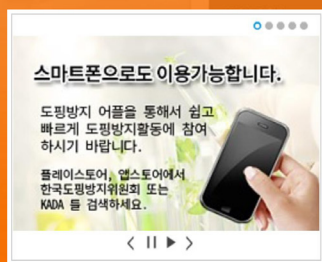 스마트폰으로도 이용가능합니다.
도핑방지 어플을 통해서 쉽고
빠르게 도핑방지활동에 참여
하시기 바랍니다.
플레이스토어, 앱스토어에서
한국도핑방지위원회 또는
KADA 를 검색하세요.